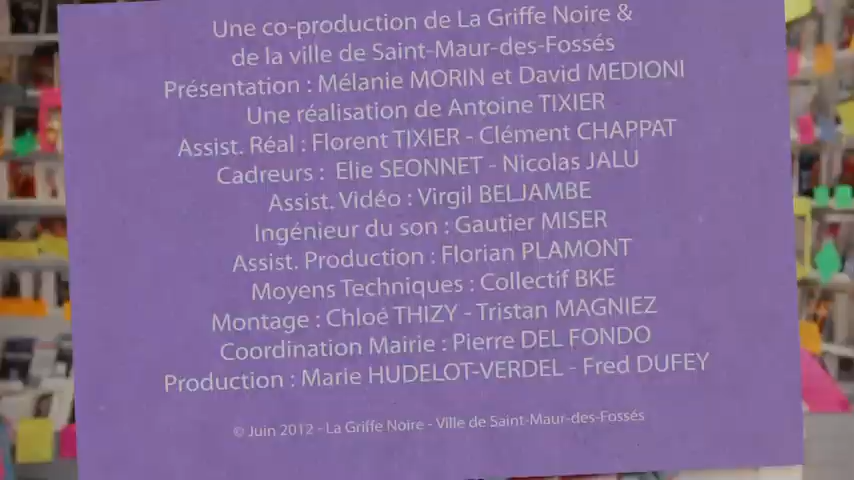 Une co-production de La Griffe Noire &
de la ville de Saint-Maur-des-Fossés
Présentation : Mélanie MORIN et David MEDIONI
Une réalisation de Antoine TIXIER
Assist. Réal : Florent TIXIER - Clément CHAPPAT
Cadreurs : Elie SEONNET - Nicolas JALU
Assist. Vidéo : Virgil BELJAMBE
Ingénieur du son : Gautier MISER
Assist. Production : Florian PLAMONT
Moyens Techniques : Collectif BKE
Montage : Chloé THIZY - Tristan MAGNIEZ
Coordination Mairie : Pierre DEL FONDO
Production : Marie HUDELOT-VERDEL - Fred DUFEY
© Juin 2012 - La Griffe Noire - Ville de Saint-Maur-des-Fossés